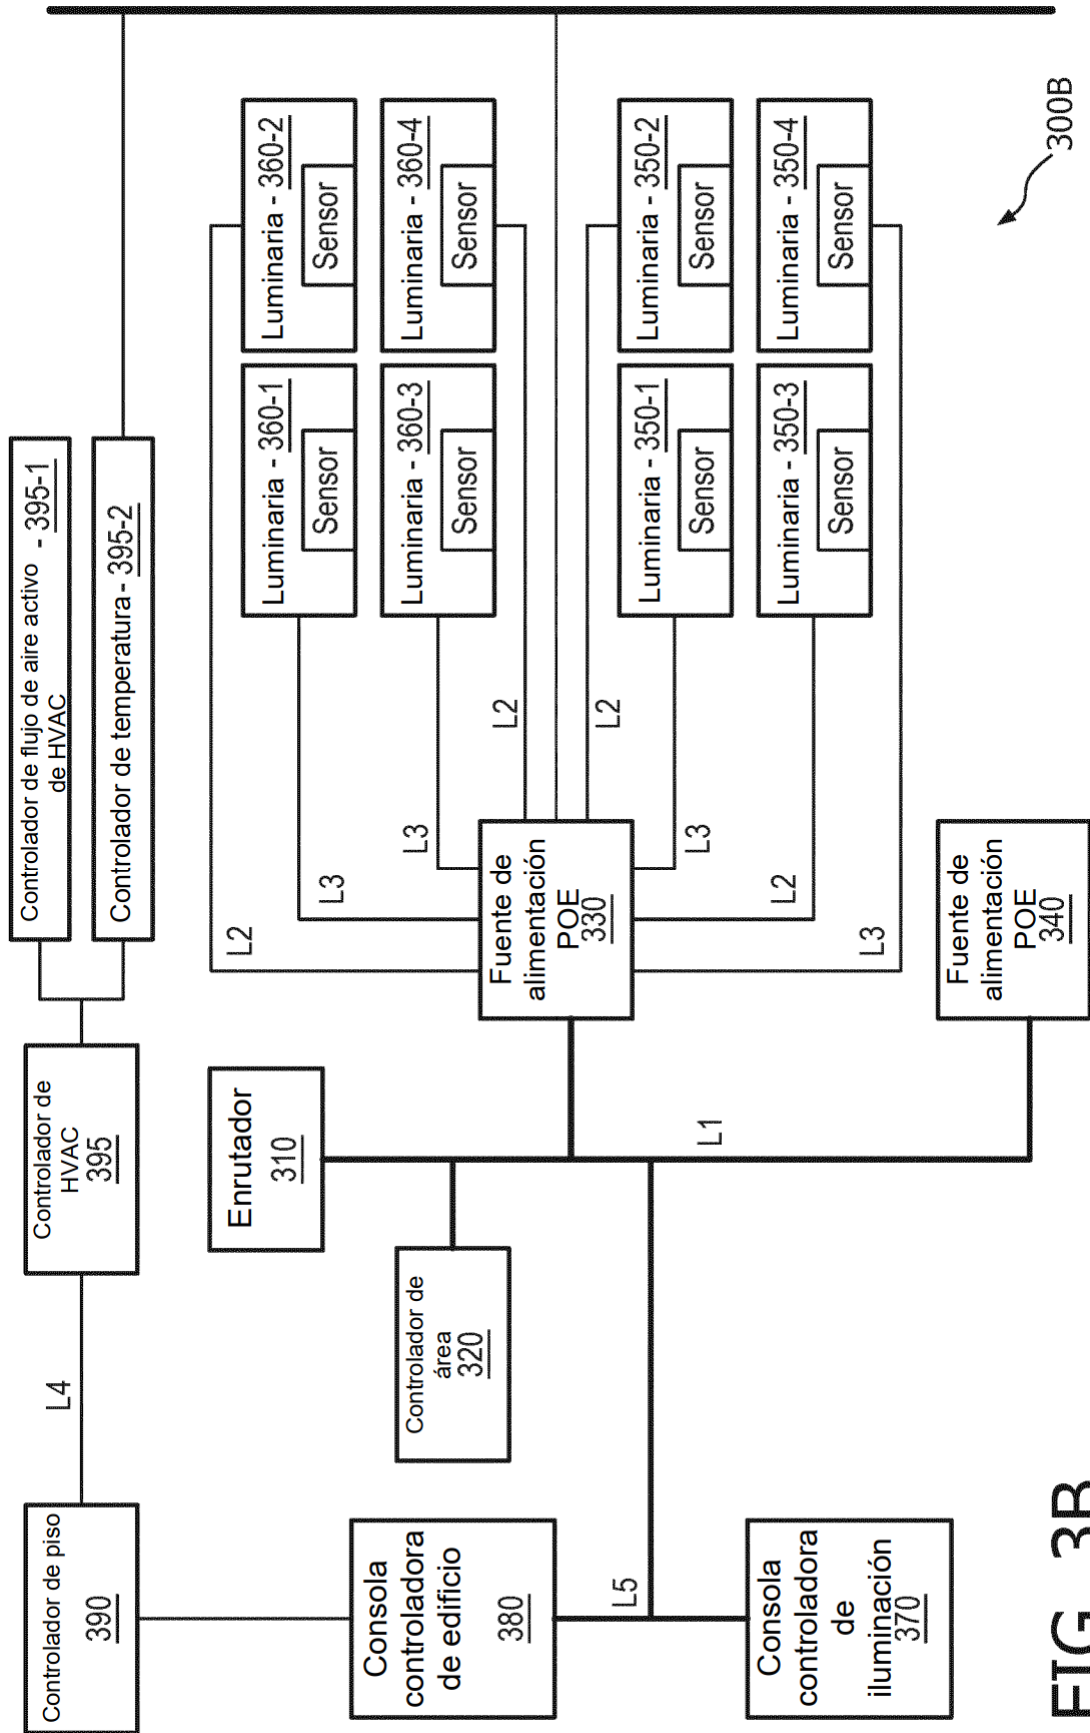 Controlador de piso
390
L4
Controlador de
HVAC
395
Controlador de flujo de aire activo - 395-1
de HVAC
Controlador de temperatura - 395-2
Consola
controladora
de edificio
380
L5
Consola
controladora
de
iluminación
370
Controlador de
área
320
Enrutador
310
L1
Fuente de
alimentación
POE
330
Fuente de
alimentación
POE
340
L2
L3
L3
L2
L2
L3
L2
L3
Luminaria - 360-1
Sensor
Luminaria - 360-2
Sensor
Luminaria - 360-3
Sensor
Luminaria - 360-4
Sensor
Luminaria - 350-1
Sensor
Luminaria - 350-2
Sensor
Luminaria - 350-3
Sensor
Luminaria - 350-4
Sensor
300B
FIG. 3B